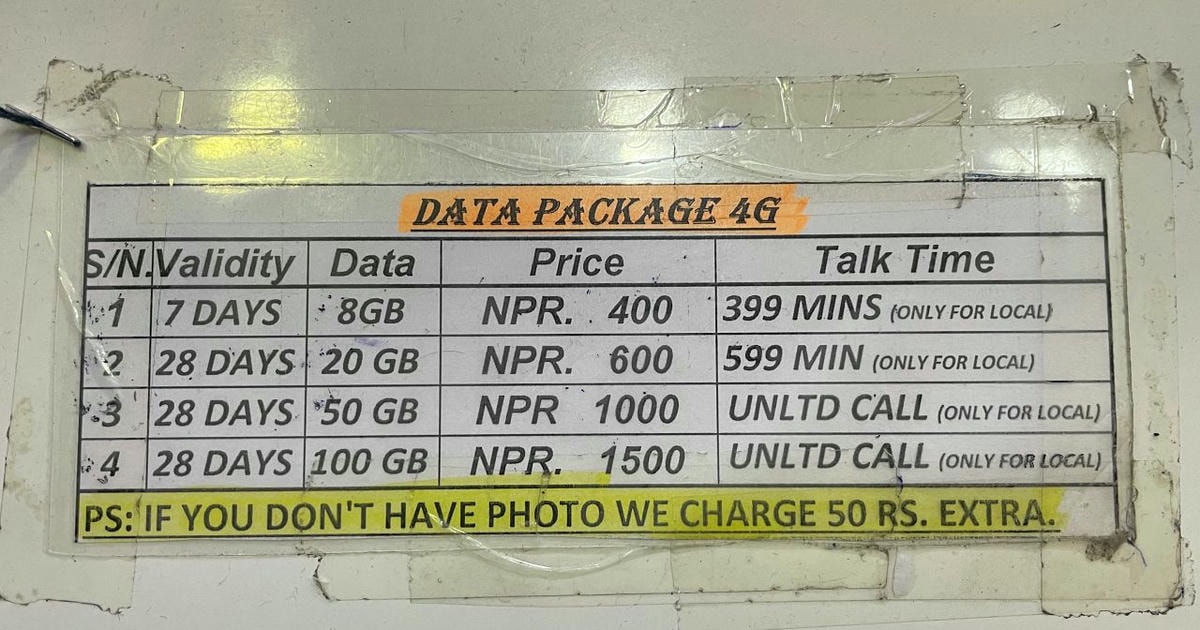 DATA PACKAGE 4G
S/N. Validity Data Price Talk Time
1 7 DAYS 8GB NPR. 400 399 MINS (ONLY FOR LOCAL)
2 28 DAYS 20 GB NPR. 600 599 MIN (ONLY FOR LOCAL)
3 28 DAYS 50 GB NPR 1000 UNLTD CALL (ONLY FOR LOCAL)
4 28 DAYS 100 GB NPR. 1500 UNLTD CALL (ONLY FOR LOCAL)
PS: IF YOU DON'T HAVE PHOTO WE CHARGE 50 RS. EXTRA.